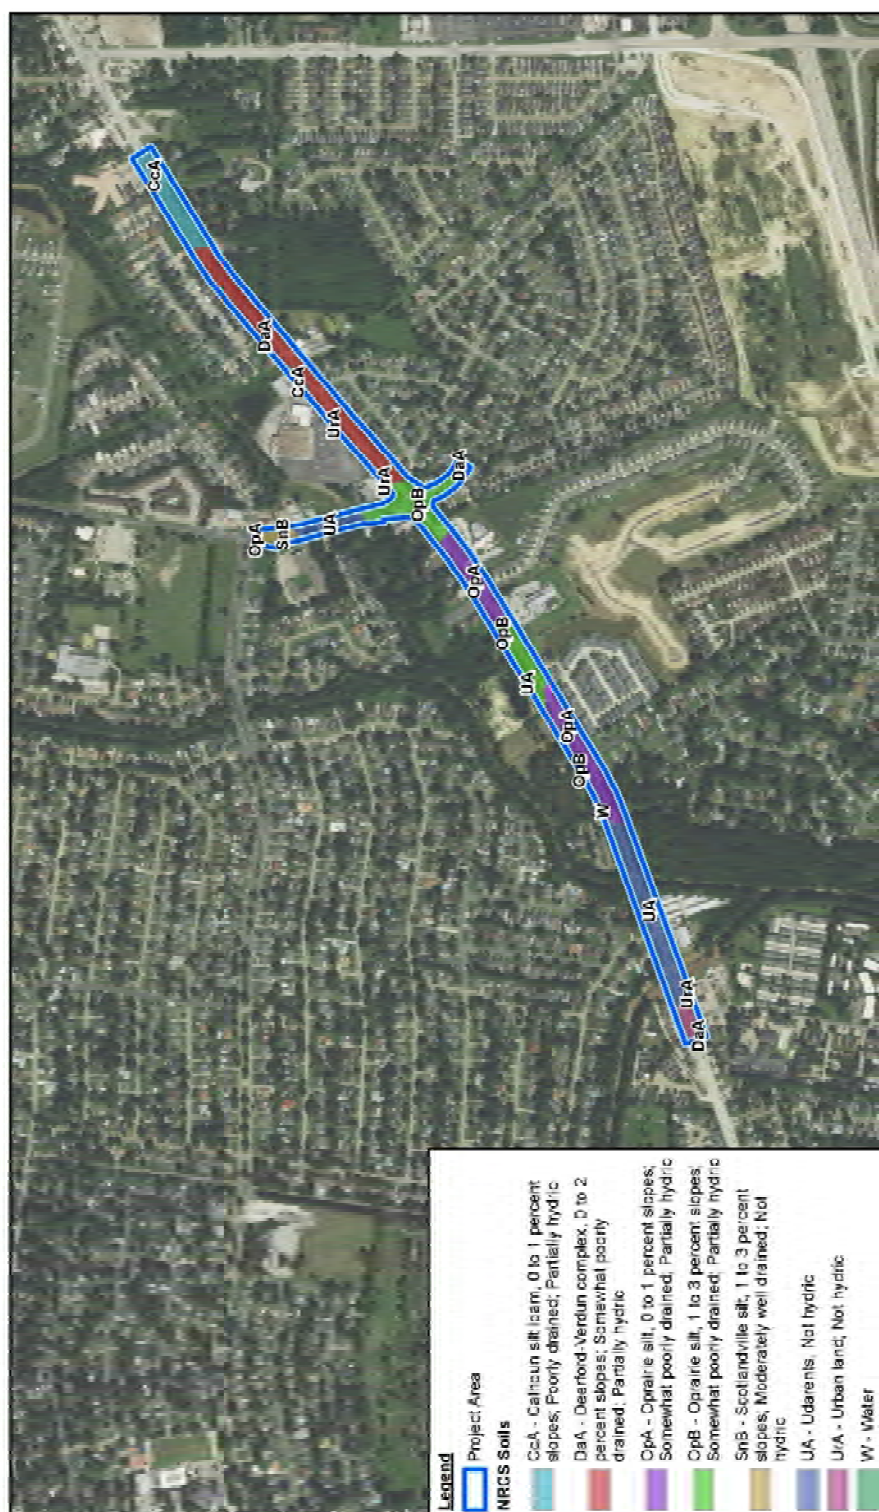 Legend
Project Area
NRCS Soils
CcA - Calhoun silt loam, 0 to 1 percent
slopes; Poorly drained; Partially hydric
DaA - Deerford-Verdun complex, 0 to 2
percent slopes; Somewhat poorly
drained; Partially hydric
OpA - Oprairie silt, 0 to 1 percent slopes;
Somewhat poorly drained; Partially hydric
OpB - Oprairie silt, 1 to 3 percent slopes;
Somewhat poorly drained; Partially hydric
SnB - Scotlandville silt, 1 to 3 percent
slopes; Moderately well drained; Not
hydric
UA - Udarents, Not hydric
UrA - Urban land; Not hydric
W - Water
DaA
UrA
UA
W
OpB
OpA
UA
OpB
OpA
OpB
DaA
UrA
UA
SnB
OpA
UrA
CcA
DaA
CcA